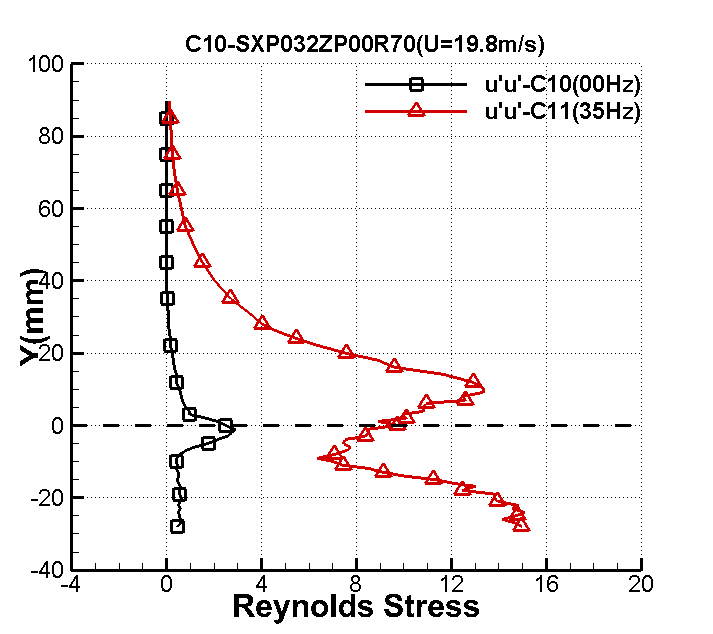 C10-SXP032ZP00R70(U=19.8m/s)
u'u'-C10(00Hz)
u'u'-C11(35Hz)
Y(mm)
100
80
60
40
20
0
-20
-40
-4 0 4 8 12 16 20
Reynolds Stress